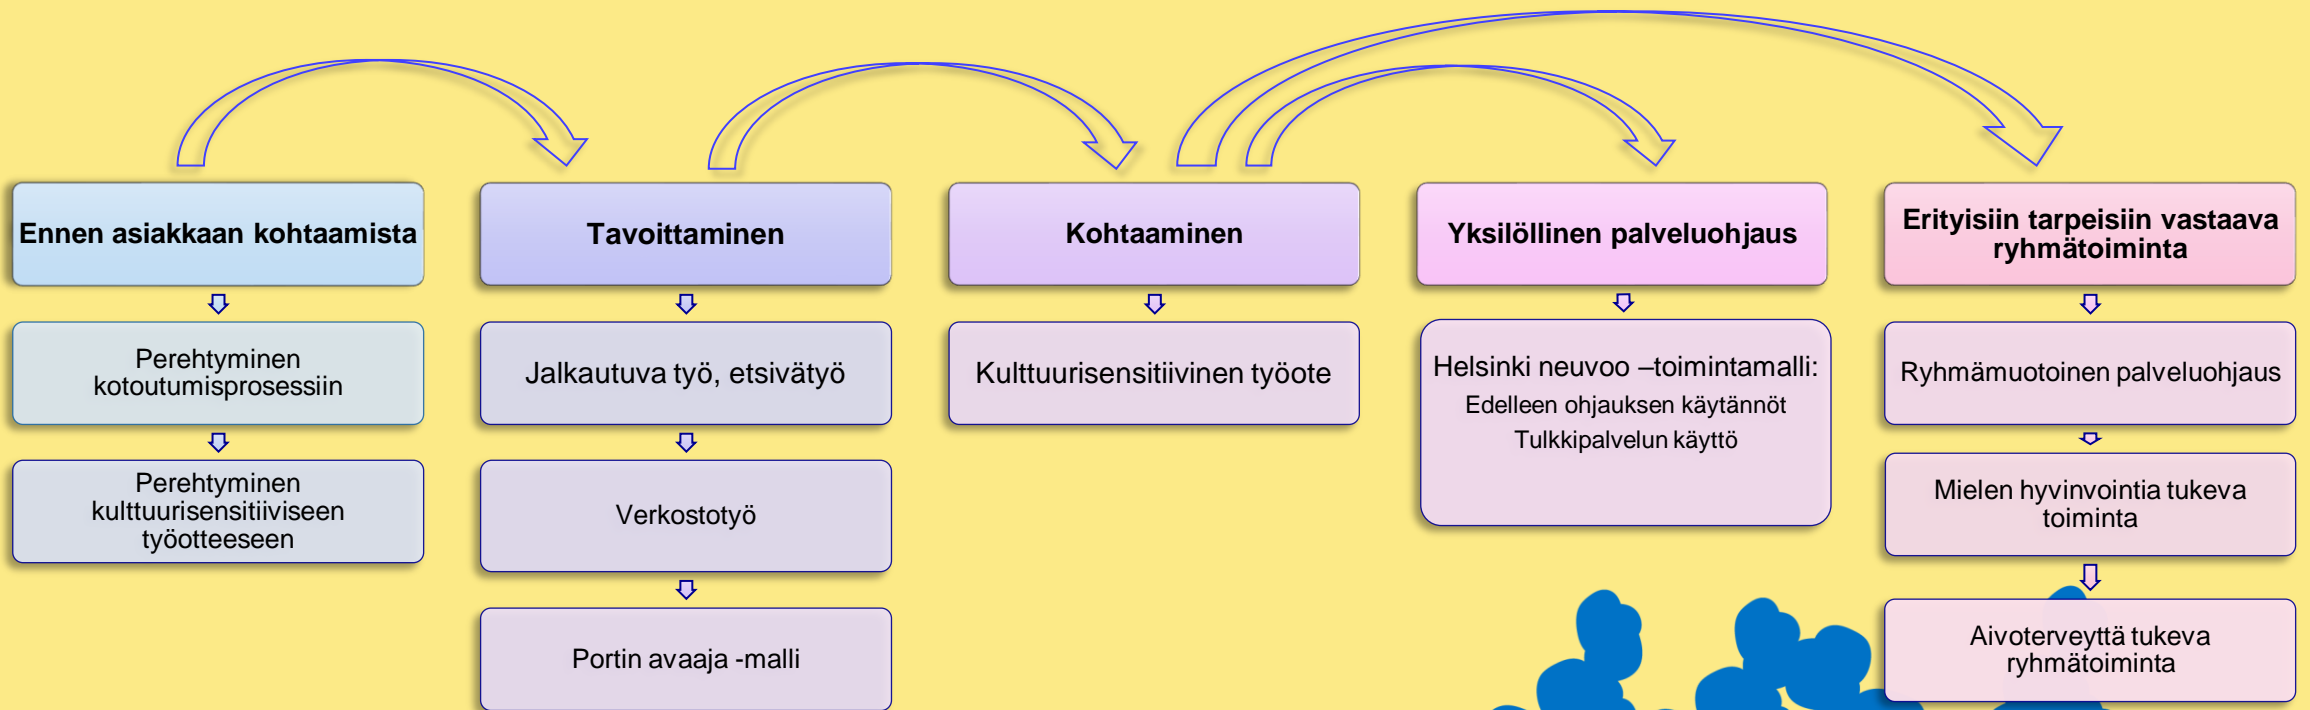 Ennen asiakkaan kohtaamista
Perehtyminen
kotoutumisprosessiin
Perehtyminen
kulttuurisensitiiviseen
työotteeseen
Tavoittaminen
Jalkautuva työ, etsivätyö
Verkostotyö
Portin avaaja -malli
Kohtaaminen
Kulttuurisensitiivinen työote
Yksilöllinen palveluohjaus
Helsinki neuvoo –toimintamalli:
Edelleen ohjauksen käytännöt
Tulkkipalvelun käyttö
Erityisiin tarpeisiin vastaava
ryhmätoiminta
Ryhmämuotoinen palveluohjaus
Mielen hyvinvointia tukeva
toiminta
Aivoterveyttä tukeva
ryhmätoiminta